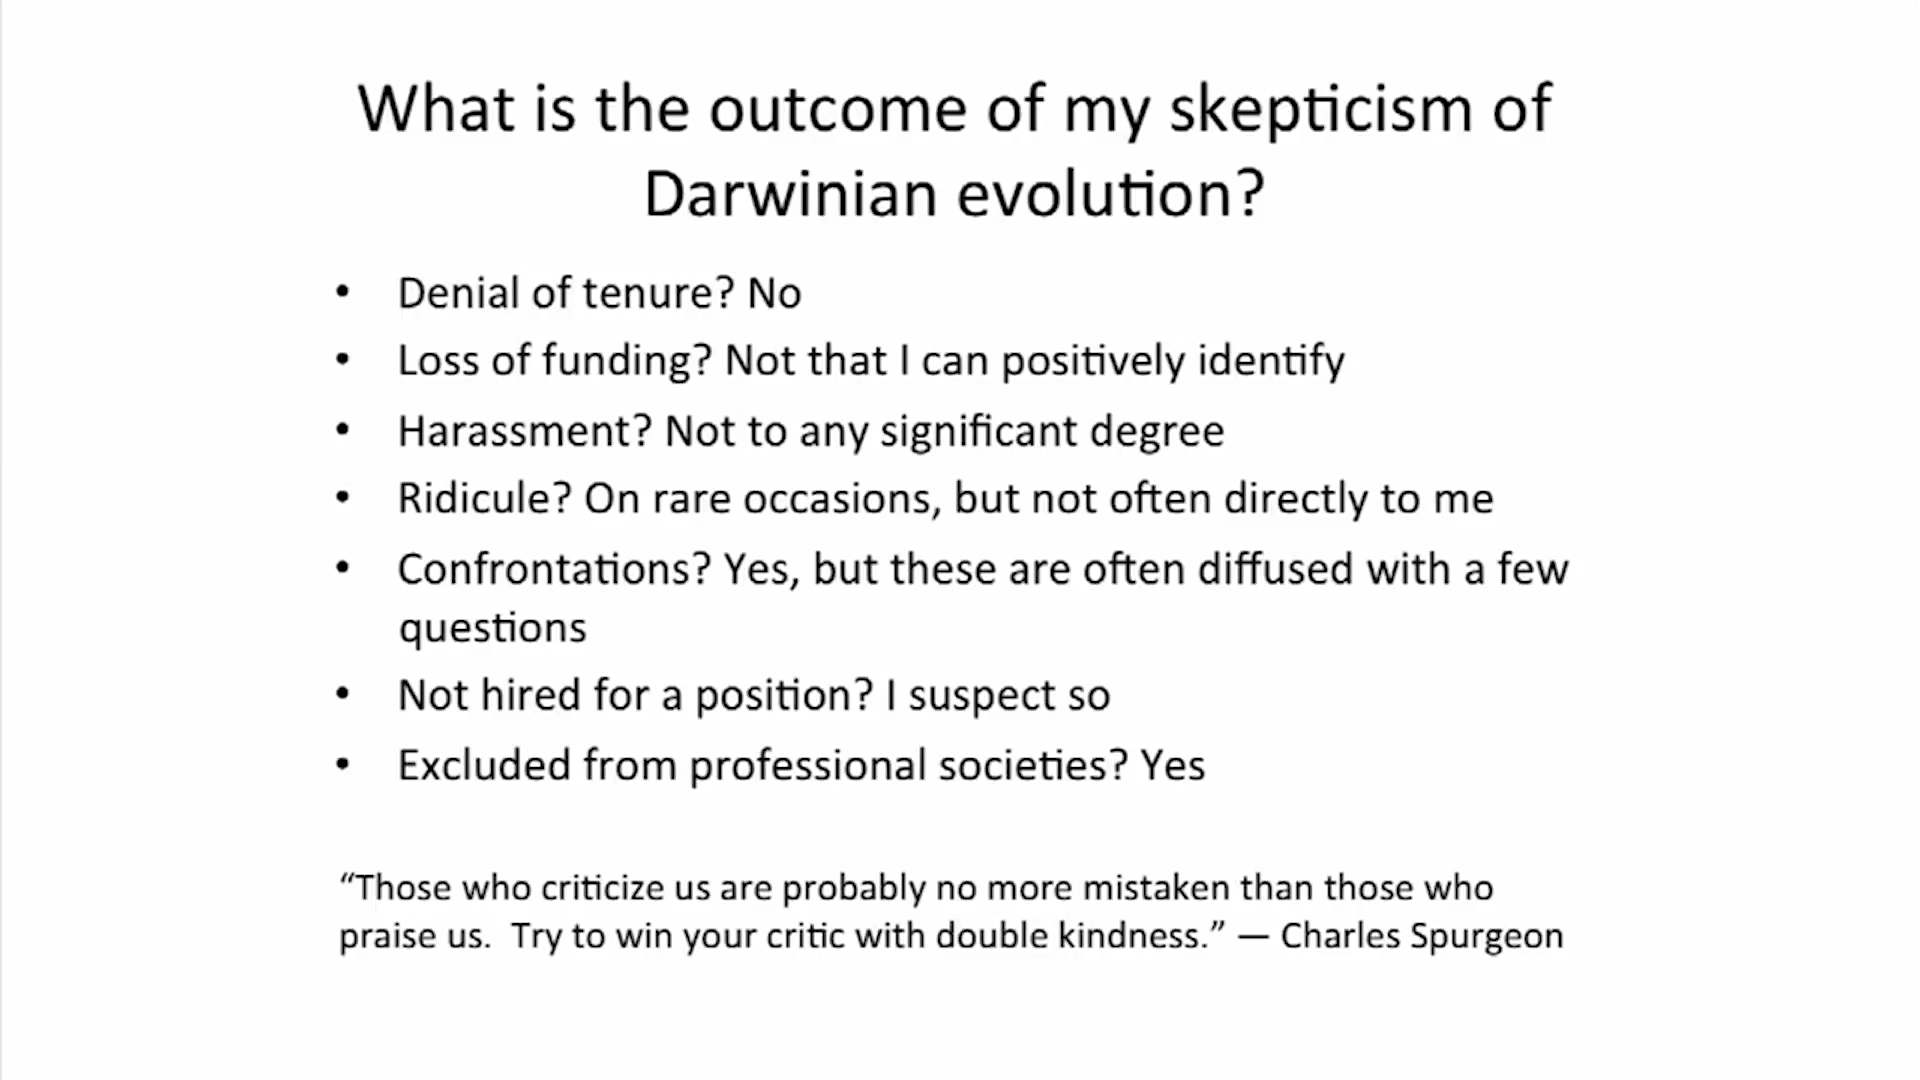 What is the outcome of my skepticism of
Darwinian evolution?
• Denial of tenure? No
• Loss of funding? Not that I can positively identify
• Harassment? Not to any significant degree
• Ridicule? On rare occasions, but not often directly to me
• Confrontations? Yes, but these are often diffused with a few
questions
• Not hired for a position? I suspect so
• Excluded from professional societies? Yes
“Those who criticize us are probably no more mistaken than those who
praise us.  Try to win your critic with double kindness.” — Charles Spurgeon